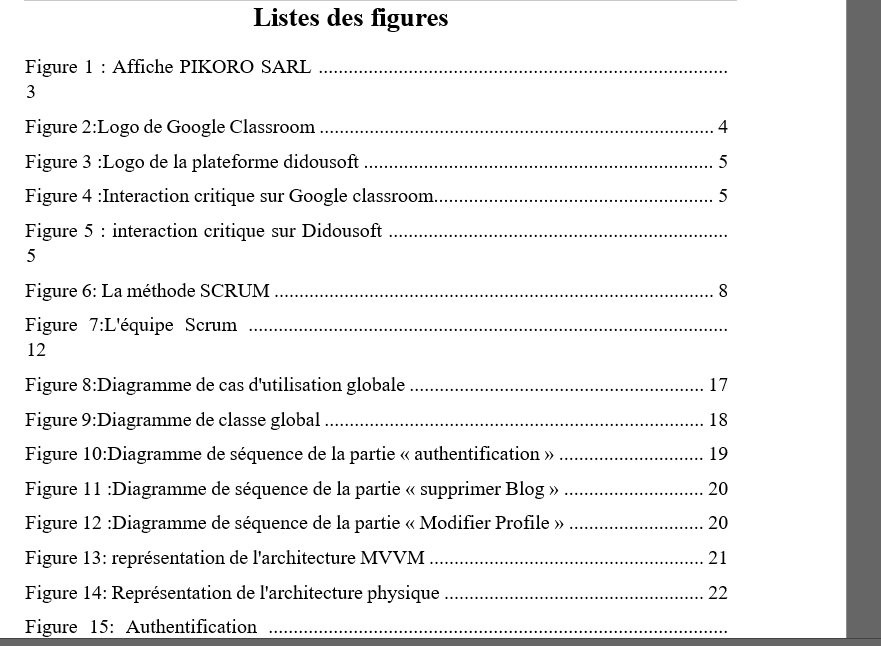 Listes des figures
Figure 1 : Affiche PIKORO SARL ..................................................................................
3
Figure 2:Logo de Google Classroom ............................................................................... 4
Figure 3 :Logo de la plateforme didousoft ...................................................................... 5
Figure 4 :Interaction critique sur Google classroom........................................................ 5
Figure 5 : interaction critique sur Didousoft ....................................................................
5
Figure 6: La méthode SCRUM ........................................................................................ 8
Figure 7:L'équipe Scrum ................................................................................................
12
Figure 8:Diagramme de cas d'utilisation globale ........................................................... 17
Figure 9:Diagramme de classe global ............................................................................ 18
Figure 10:Diagramme de séquence de la partie « authentification » ............................. 19
Figure 11 :Diagramme de séquence de la partie « supprimer Blog » ............................ 20
Figure 12 :Diagramme de séquence de la partie « Modifier Profile » ........................... 20
Figure 13: représentation de l'architecture MVVM ....................................................... 21
Figure 14: Représentation de l'architecture physique .................................................... 22
Figure 15: Authentification ............................................................................................